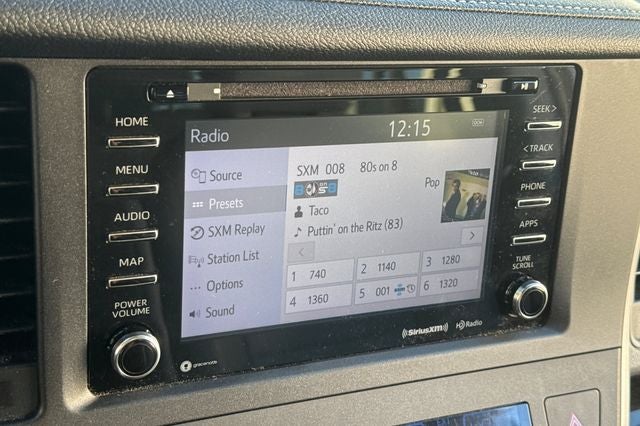 HOME
MENU
AUDIO
MAP
POWER
VOLUME
Radio
12:15
Source
Presets
SXM Replay
Station List
Options
Sound
SXM 008 80s on 8
Pop
Taco
Puttin' on the Ritz (83)
1 740
2 1140
3 1280
4 1360
5 001
6 1320
SEEK >
< TRACK
PHONE
APPS
TUNE
SCROLL
gracenote
SiriusXM
HD Radio